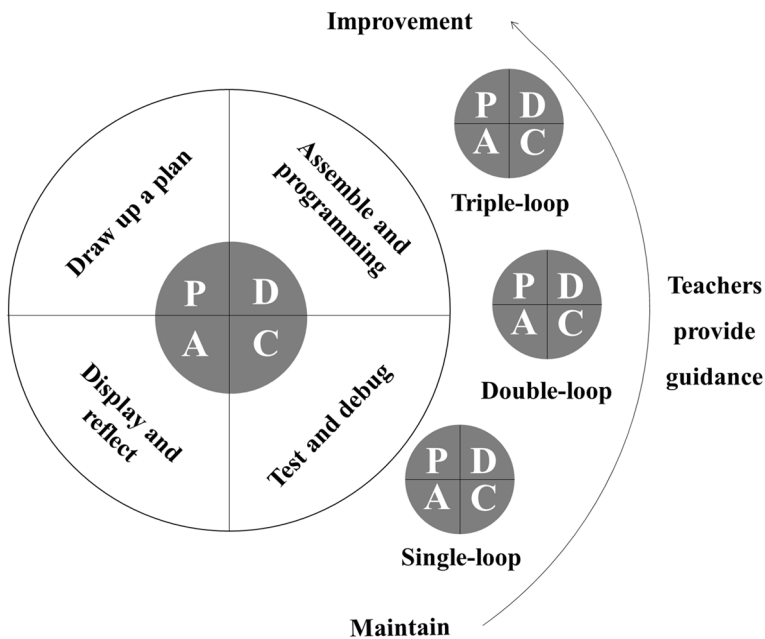 Improvement
P D
A C
Triple-loop
Draw up a plan
Assemble and
programming
P D
A C
Display and
reflect
Test and debug
P D
A C
Double-loop
Teachers
provide
guidance
P D
A C
Single-loop
Maintain